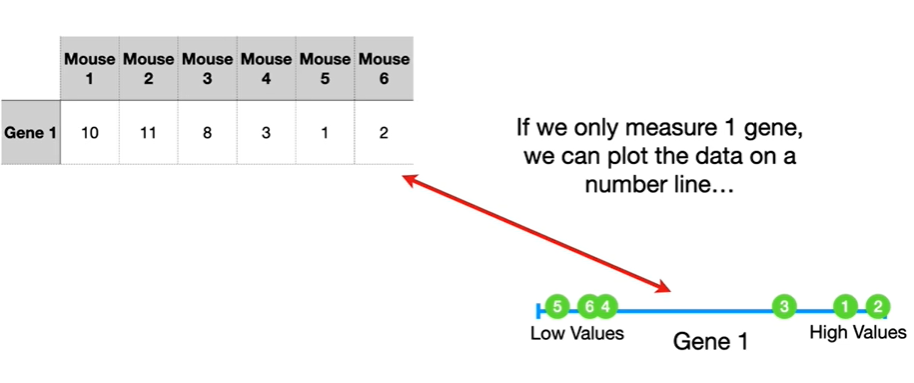 Mouse 1 Mouse 2 Mouse 3 Mouse 4 Mouse 5 Mouse 6
Gene 1 10 11 8 3 1 2
If we only measure 1 gene,
we can plot the data on a
number line…
5 6 4 3 1 2
Low Values Gene 1 High Values